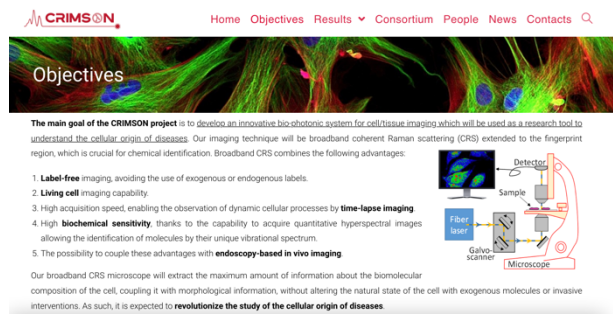 CRIMSON
Home Objectives Results Consortium People News Contacts
Objectives
The main goal of the CRIMSON project is to develop an innovative bio-photonic system for cell/tissue imaging which will be used as a research tool to
understand the cellular origin of diseases. Our imaging technique will be broadband coherent Raman scattering (CRS) extended to the fingerprint
region, which is crucial for chemical identification. Broadband CRS combines the following advantages:
1. Label-free imaging, avoiding the use of exogenous or endogenous labels.
2. Living cell imaging capability.
3. High acquisition speed, enabling the observation of dynamic cellular processes by time-lapse imaging.
4. High biochemical sensitivity, thanks to the capability to acquire quantitative hyperspectral images
allowing the identification of molecules by their unique vibrational spectrum.
5. The possibility to couple these advantages with endoscopy-based in vivo imaging.
Detector
Sample
Fiber
laser
Galvo-
scanner
Microscope
Our broadband CRS microscope will extract the maximum amount of information about the biomolecular
composition of the cell, coupling it with morphological information, without altering the natural state of the cell with exogenous molecules or invasive
interventions. As such, it is expected to revolutionize the study of the cellular origin of diseases.